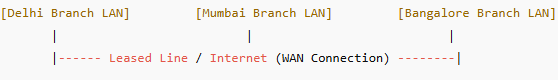 [Delhi Branch LAN] [Mumbai Branch LAN] [Bangalore Branch LAN]
| | |
|------ Leased Line / Internet (WAN Connection) --------|